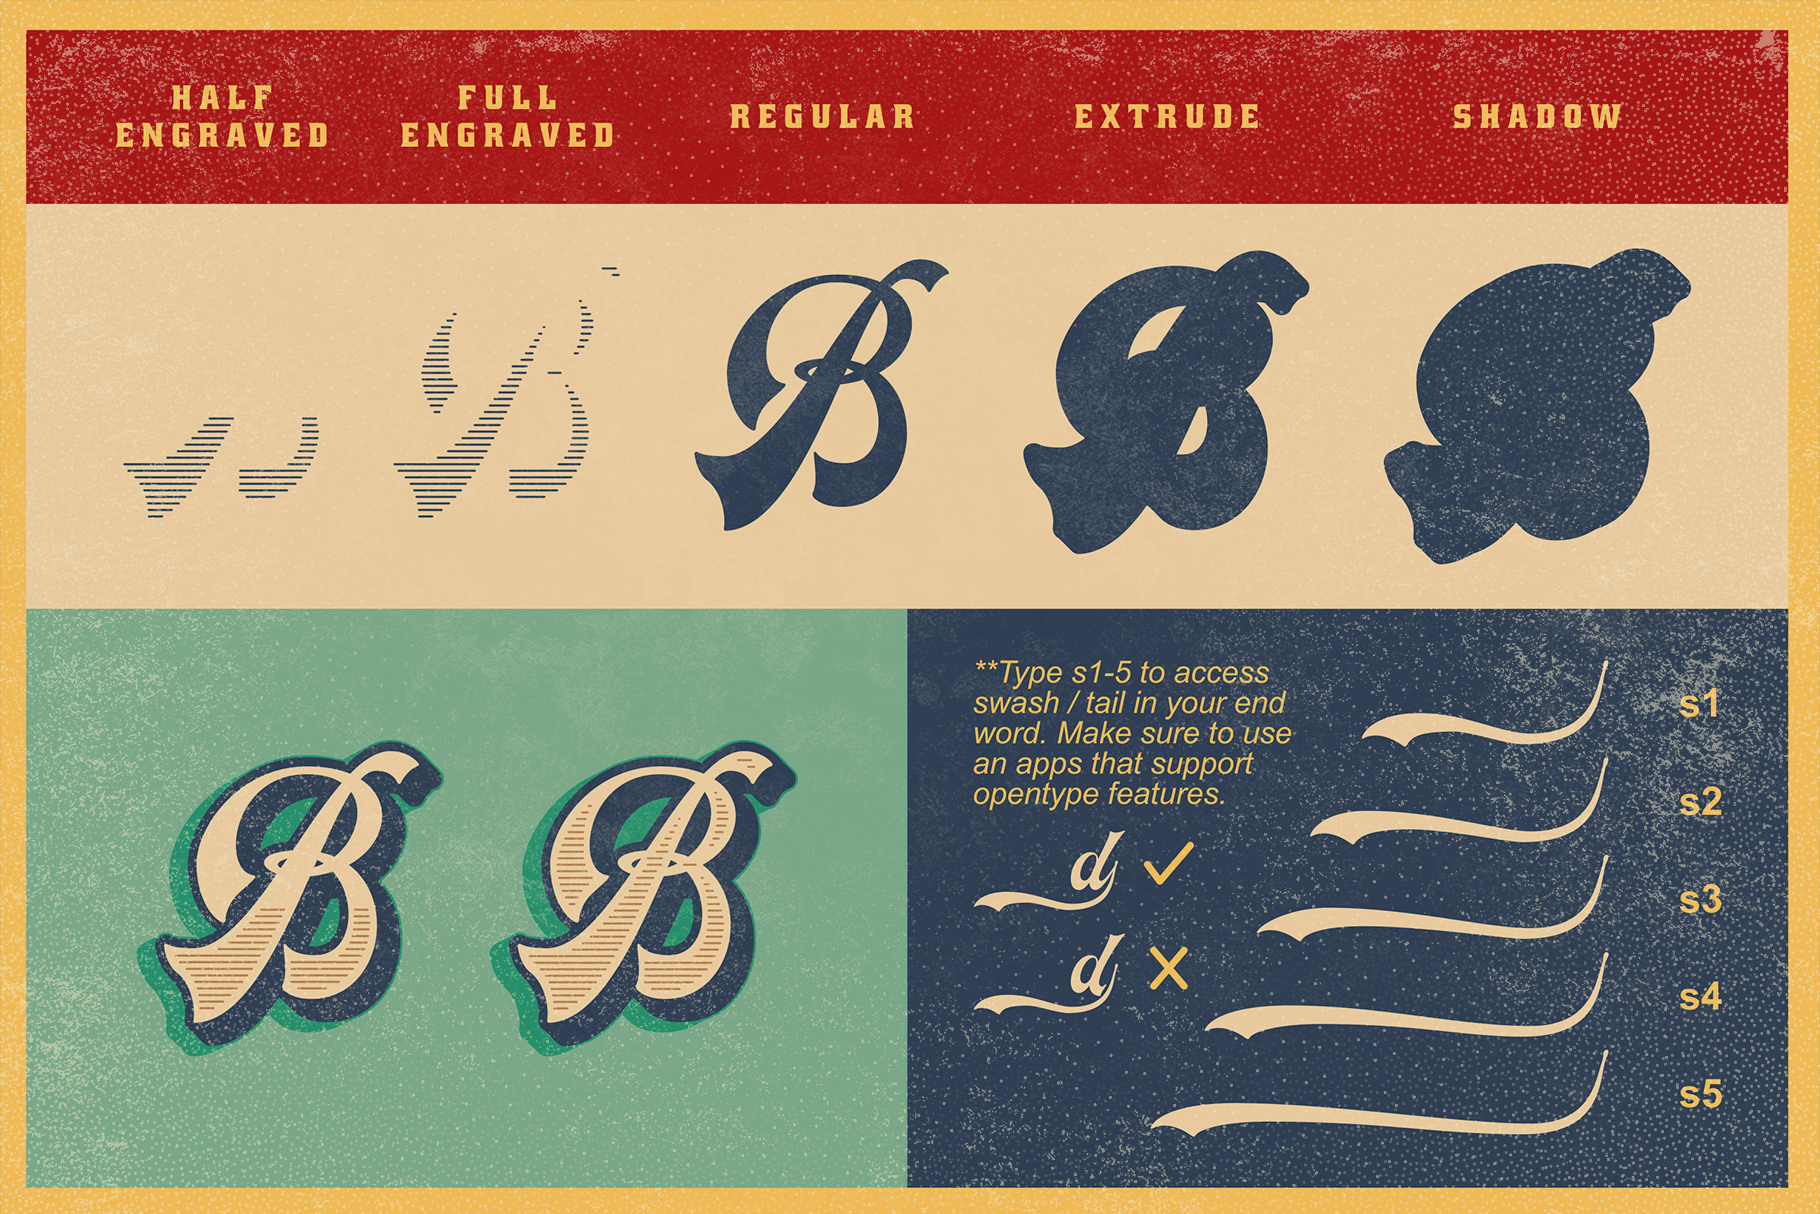 HALF
ENGRAVED
FULL
ENGRAVED
REGULAR
EXTRUDE
SHADOW
B
B
B
B
B
B
B
**Type s1-5 to access
swash / tail in your end
word. Make sure to use
an apps that support
opentype features.
d
d
s1
s2
s3
s4
s5